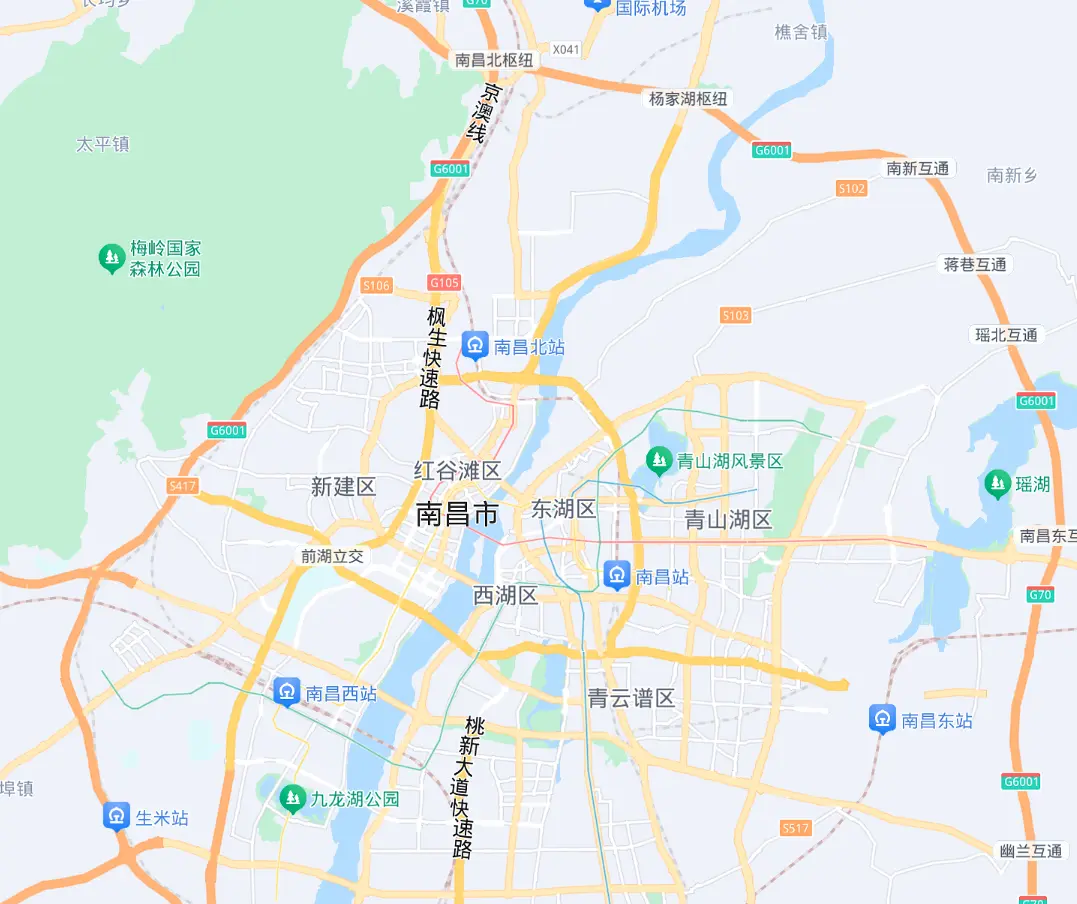 溪霞镇
G70
国际机场
樵舍镇
南昌北枢纽
X041
京澳线
杨家湖枢纽
太平镇
G6001
G6001
南新互通
南新乡
S102
梅岭国家
森林公园
蒋巷互通
S106
G105
S103
枫生快速路
南昌北站
瑶北互通
G6001
G6001
红谷滩区
青山湖风景区
新建区
S417
瑶湖
南昌市
东湖区
青山湖区
前湖立交
南昌东互
南昌站
西湖区
G70
南昌西站
青云谱区
南昌东站
桃新大道快速路
G6001
埠镇
九龙湖公园
生米站
S517
幽兰互通